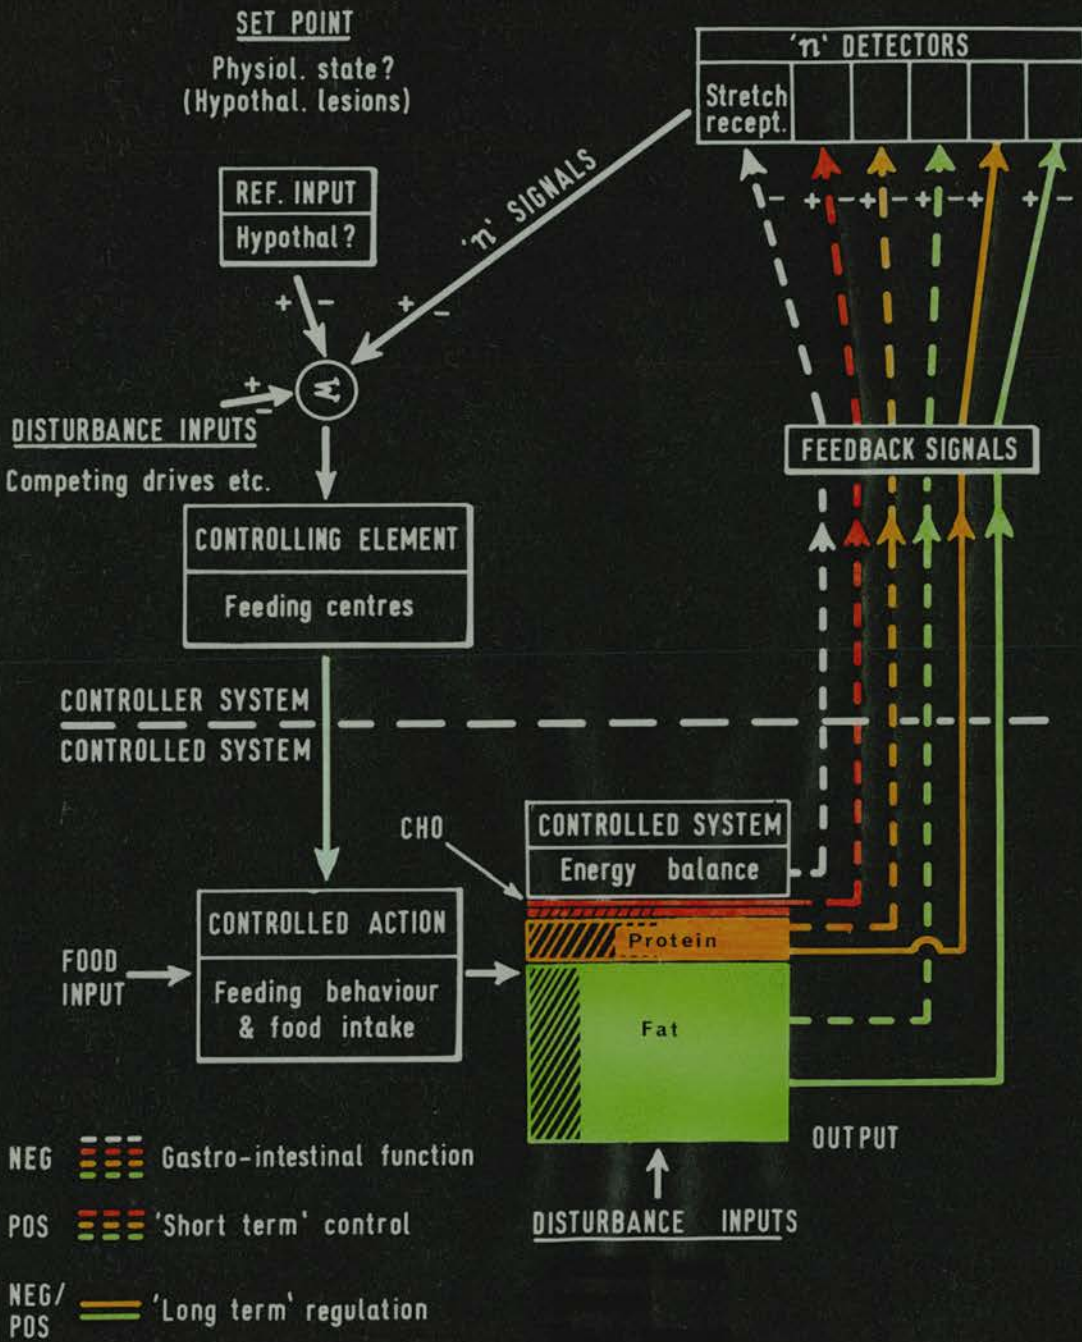 SET POINT
Physiol. state?
(Hypothal. lesions)
'n' DETECTORS
Stretch
recept.
REF. INPUT
Hypothal?
'n' SIGNALS
+ -
+ -
- + - + - + - + + -
Σ
+ -
DISTURBANCE INPUTS
Competing drives etc.
FEEDBACK SIGNALS
CONTROLLING ELEMENT
Feeding centres
CONTROLLER SYSTEM
CONTROLLED SYSTEM
CHO
CONTROLLED SYSTEM
Energy balance
Protein
Fat
CONTROLLED ACTION
Feeding behaviour
& food intake
FOOD
INPUT
OUTPUT
DISTURBANCE INPUTS
NEG Gastro-intestinal function
POS 'Short term' control
NEG/
POS 'Long term' regulation